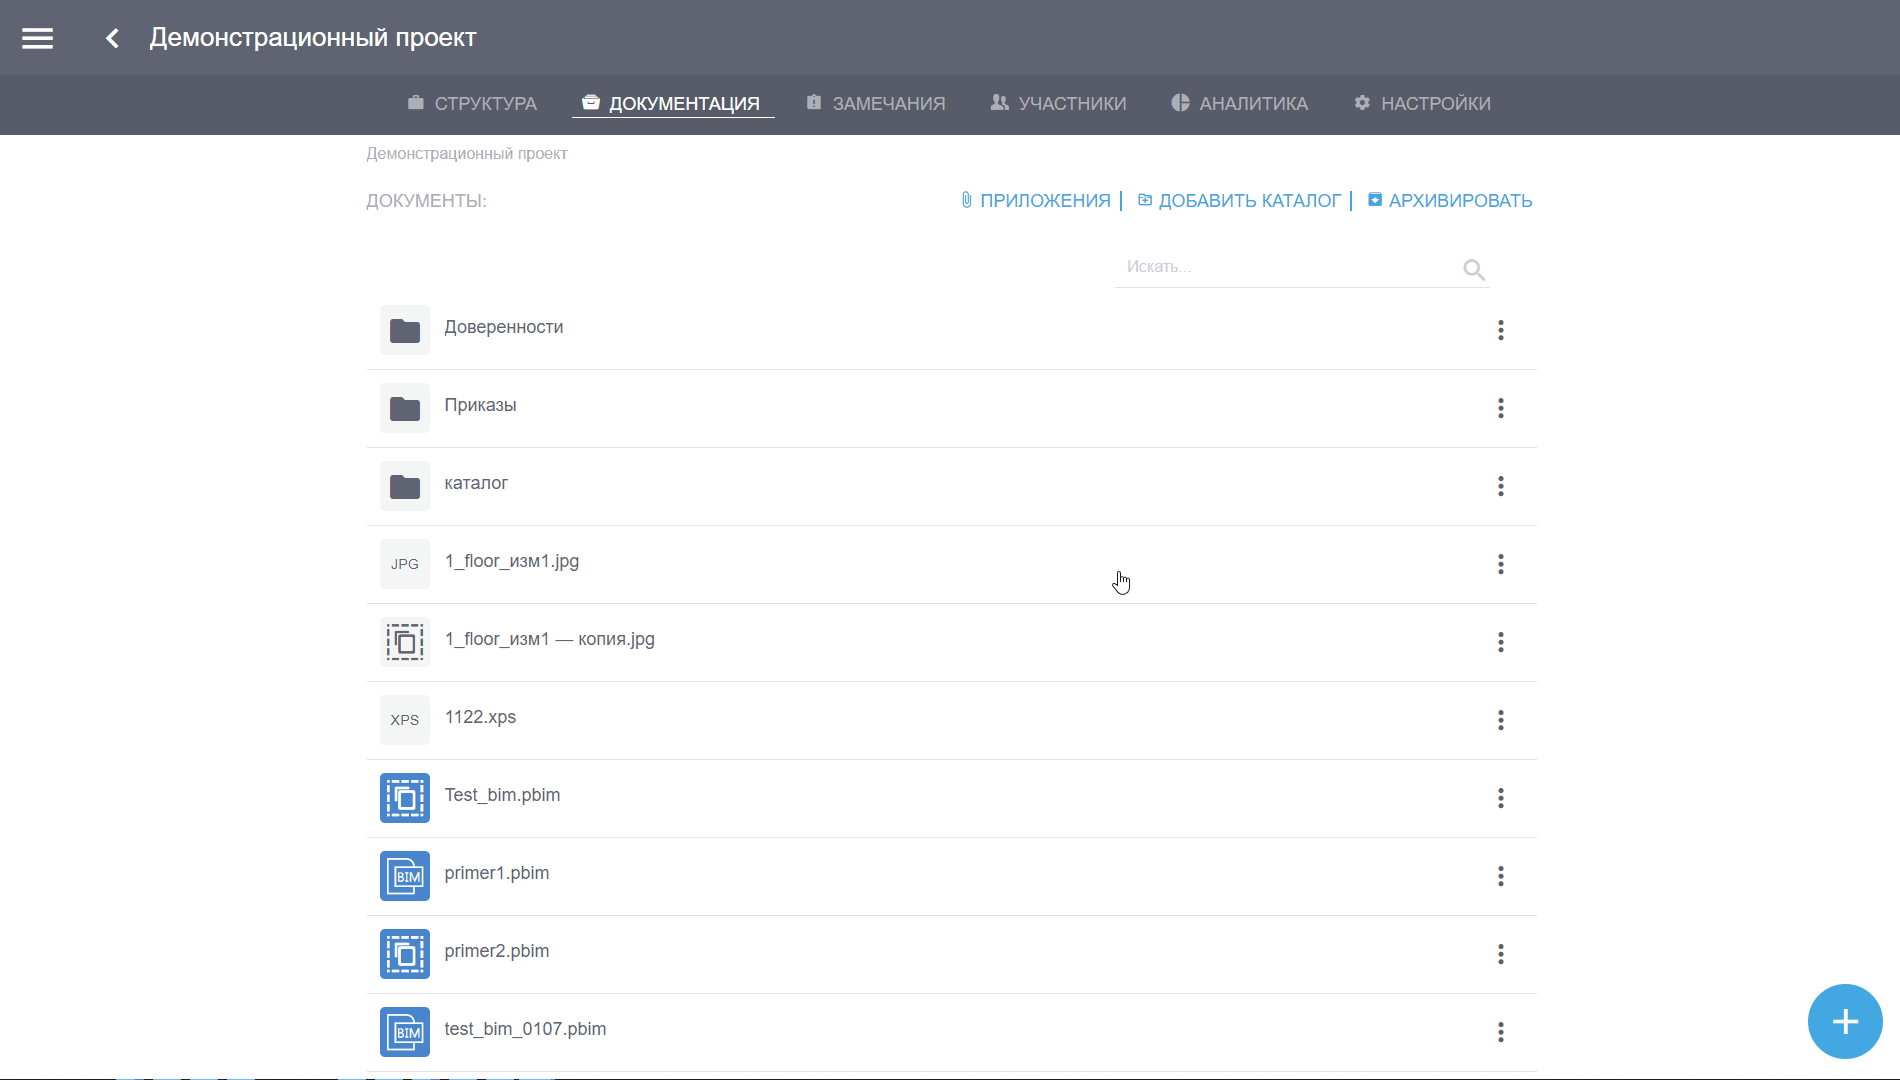 Демонстрационный проект
СТРУКТУРА ДОКУМЕНТАЦИЯ ЗАМЕЧАНИЯ УЧАСТНИКИ АНАЛИТИКА НАСТРОЙКИ
Демонстрационный проект
ДОКУМЕНТЫ: ПРИЛОЖЕНИЯ | ДОБАВИТЬ КАТАЛОГ | АРХИВИРОВАТЬ
Искать...
Доверенности
Приказы
каталог
JPG 1_floor_изм1.jpg
1_floor_изм1 — копия.jpg
XPS 1122.xps
Test_bim.pbim
BIM primer1.pbim
primer2.pbim
BIM test_bim_0107.pbim